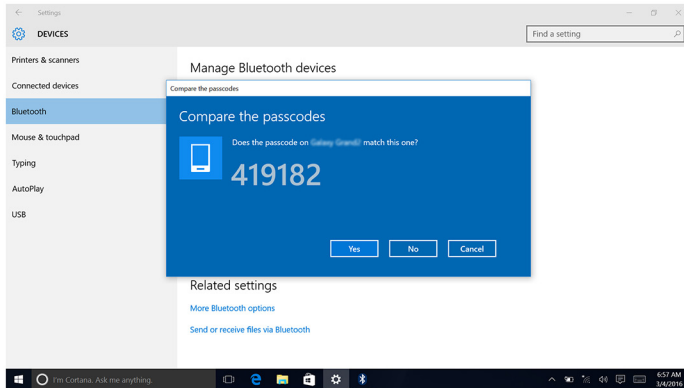 Settings
DEVICES
Find a setting
Printers & scanners
Connected devices
Bluetooth
Mouse & touchpad
Typing
AutoPlay
USB
Manage Bluetooth devices
Compare the passcodes
Compare the passcodes
Does the passcode on Galaxy Grand2 match this one?
419182
Yes No Cancel
Related settings
More Bluetooth options
Send or receive files via Bluetooth
I'm Cortana. Ask me anything.
6:57 AM
3/4/2016